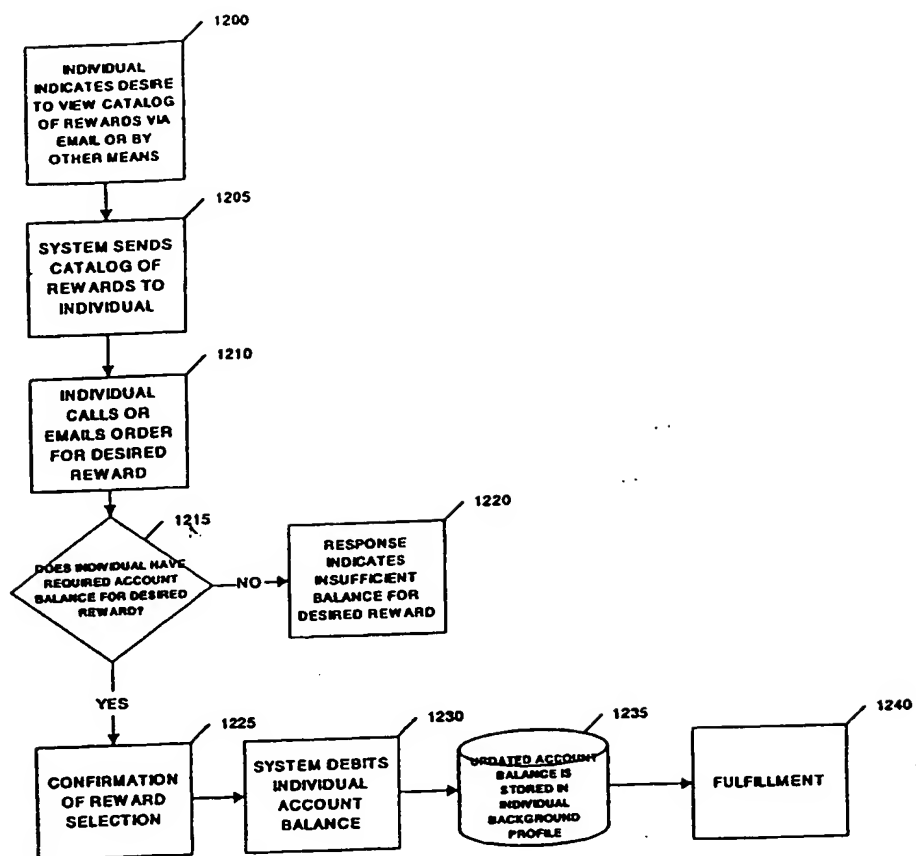 1200
INDIVIDUAL
INDICATES DESIRE
TO VIEW CATALOG
OF REWARDS VIA
EMAIL OR BY
OTHER MEANS
1205
SYSTEM SENDS
CATALOG OF
REWARDS TO
INDIVIDUAL
1210
INDIVIDUAL
CALLS OR
EMAILS ORDER
FOR DESIRED
REWARD
1215
DOES INDIVIDUAL HAVE
REQUIRED ACCOUNT
BALANCE FOR DESIRED
REWARD?
NO
1220
RESPONSE
INDICATES
INSUFFICIENT
BALANCE FOR
DESIRED REWARD
YES
1225
CONFIRMATION
OF REWARD
SELECTION
1230
SYSTEM DEBITS
INDIVIDUAL
ACCOUNT
BALANCE
1235
UPDATED ACCOUNT
BALANCE IS
STORED IN
INDIVIDUAL
BACKGROUND
PROFILE
1240
FULFILLMENT